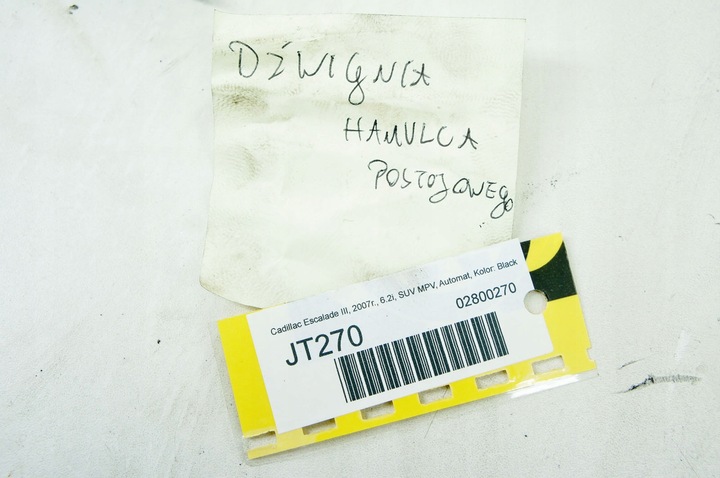 DŹWIGNIA
HAMULCA
POSTOJOWEGO
Cadillac Escalade III, 2007r., 6.2i, SUV MPV, Automat, Kolor: Black
02800270
JT270